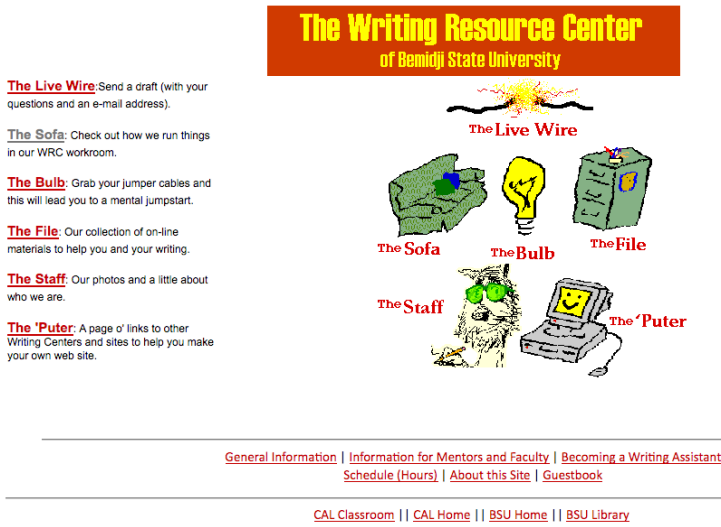 The Writing Resource Center
of Bemidji State University
The Live Wire:Send a draft (with your
questions and an e-mail address).
The Sofa: Check out how we run things
in our WRC workroom.
The Bulb: Grab your jumper cables and
this will lead you to a mental jumpstart.
The File: Our collection of on-line
materials to help you and your writing.
The Staff: Our photos and a little about
who we are.
The 'Puter: A page o' links to other
Writing Centers and sites to help you make
your own web site.
The Live Wire
The Sofa
The Bulb
The File
The Staff
The 'Puter
General Information | Information for Mentors and Faculty | Becoming a Writing Assistant
Schedule (Hours) | About this Site | Guestbook
CAL Classroom || CAL Home || BSU Home || BSU Library